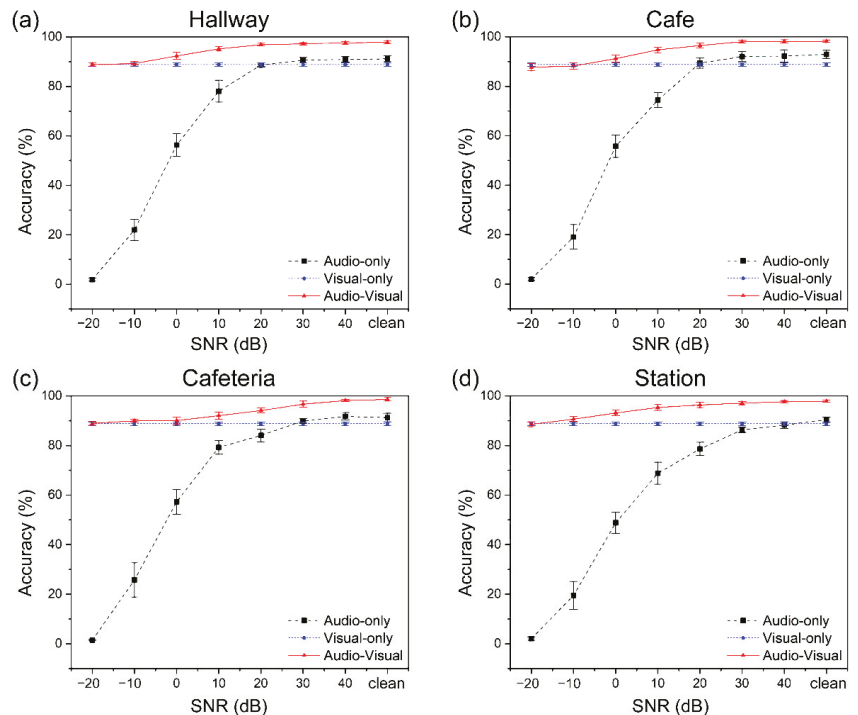 (a) Hallway
Accuracy (%)
100
80
60
40
20
0
Audio-only
Visual-only
Audio-Visual
−20 −10 0 10 20 30 40 clean
SNR (dB)
(b) Cafe
Accuracy (%)
100
80
60
40
20
0
Audio-only
Visual-only
Audio-Visual
−20 −10 0 10 20 30 40 clean
SNR (dB)
(c) Cafeteria
Accuracy (%)
100
80
60
40
20
0
Audio-only
Visual-only
Audio-Visual
−20 −10 0 10 20 30 40 clean
SNR (dB)
(d) Station
Accuracy (%)
100
80
60
40
20
0
Audio-only
Visual-only
Audio-Visual
−20 −10 0 10 20 30 40 clean
SNR (dB)